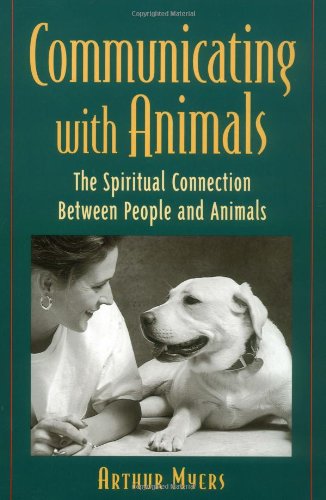 Communicating
with Animals
The Spiritual Connection
Between People and Animals
ARTHUR MYERS